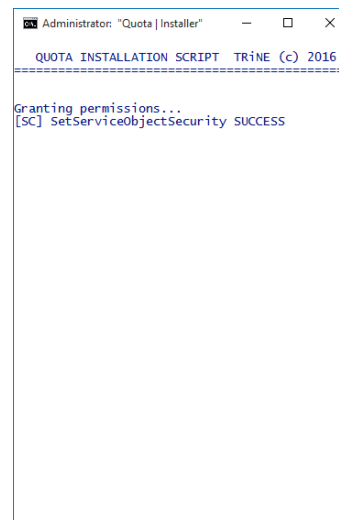 Administrator: "Quota | Installer"
QUOTA INSTALLATION SCRIPT TRiNE (c) 2016
============================================
Granting permissions...
[SC] SetServiceObjectSecurity SUCCESS